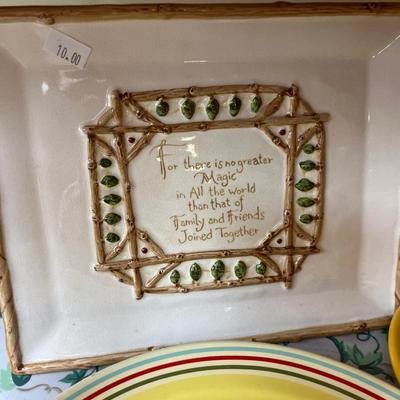 10.00
For there is no greater
Magic
in All the world
than that of
Family and Friends
Joined Together